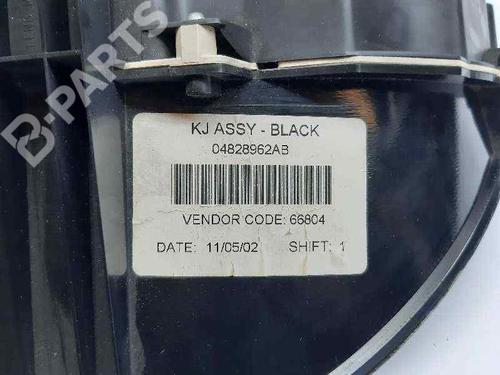 B-PARTS
KJ ASSY - BLACK
04828962AB
VENDOR CODE: 66804
DATE: 11/05/02 SHIFT: 1